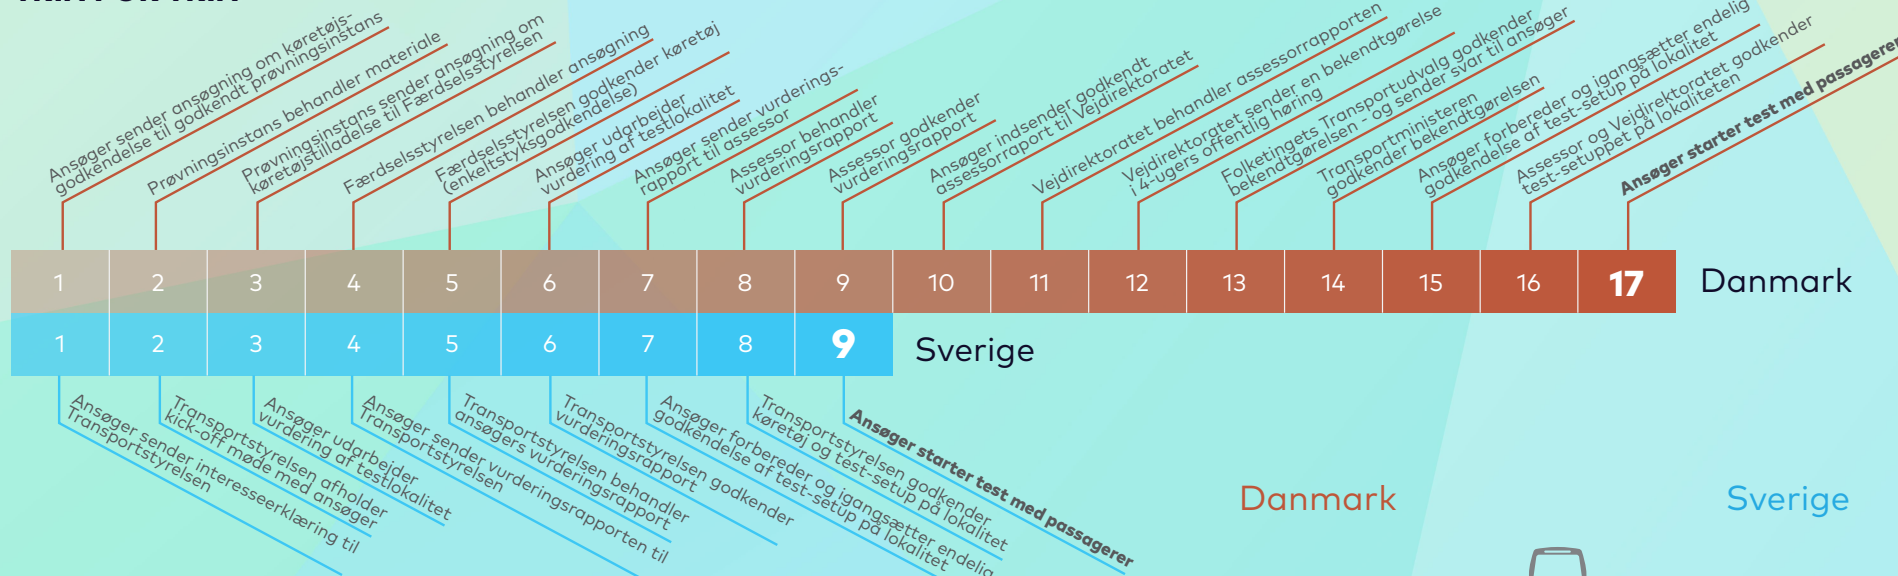 Ansøger sender ansøgning om køretøjs-
godkendelse til godkendt prøvningsinstans
Prøvningsinstans behandler materiale
Prøvningsinstans sender ansøgning om
køretøjstilladelse til Færdselsstyrelsen
Færdselsstyrelsen behandler ansøgning
Færdselsstyrelsen godkender køretøj
(enkeltstyksgodkendelse)
Ansøger udarbejder
vurdering af testlokalitet
Ansøger sender vurderings-
rapport til assessor
Assessor behandler
vurderingsrapport
Assessor godkender
vurderingsrapport
Ansøger indsender godkendt
assessorraport til Vejdirektoratet
Vejdirektoratet behandler assessorrapporten
Vejdirektoratet sender en bekendtgørelse
i 4-ugers offentlig høring
Folketingets Transportudvalg godkender
bekendtgørelsen - og sender svar til ansøger
Transportministeren
godkender bekendtgørelsen
Ansøger forbereder og igangsætter endelig
godkendelse af test-setup på lokalitet
Assessor og Vejdirektoratet godkender
test-setuppet på lokaliteten
Ansøger starter test med passagerer
1 2 3 4 5 6 7 8 9 10 11 12 13 14 15 16 17
Danmark
1 2 3 4 5 6 7 8 9
Sverige
Ansøger sender interesseerklæring til
Transportstyrelsen
Transportstyrelsen afholder
kick-off møde med ansøger
Ansøger udarbejder
vurdering af testlokalitet
Ansøger sender vurderingsrapporten til
Transportstyrelsen
Transportstyrelsen behandler
ansøgers vurderingsrapport
Transportstyrelsen godkender
vurderingsrapport
Ansøger forbereder og igangsætter endelig
godkendelse af test-setup på lokalitet
Transportstyrelsen godkender
køretøj og test-setup på lokalitet
Ansøger starter test med passagerer
Danmark
Sverige